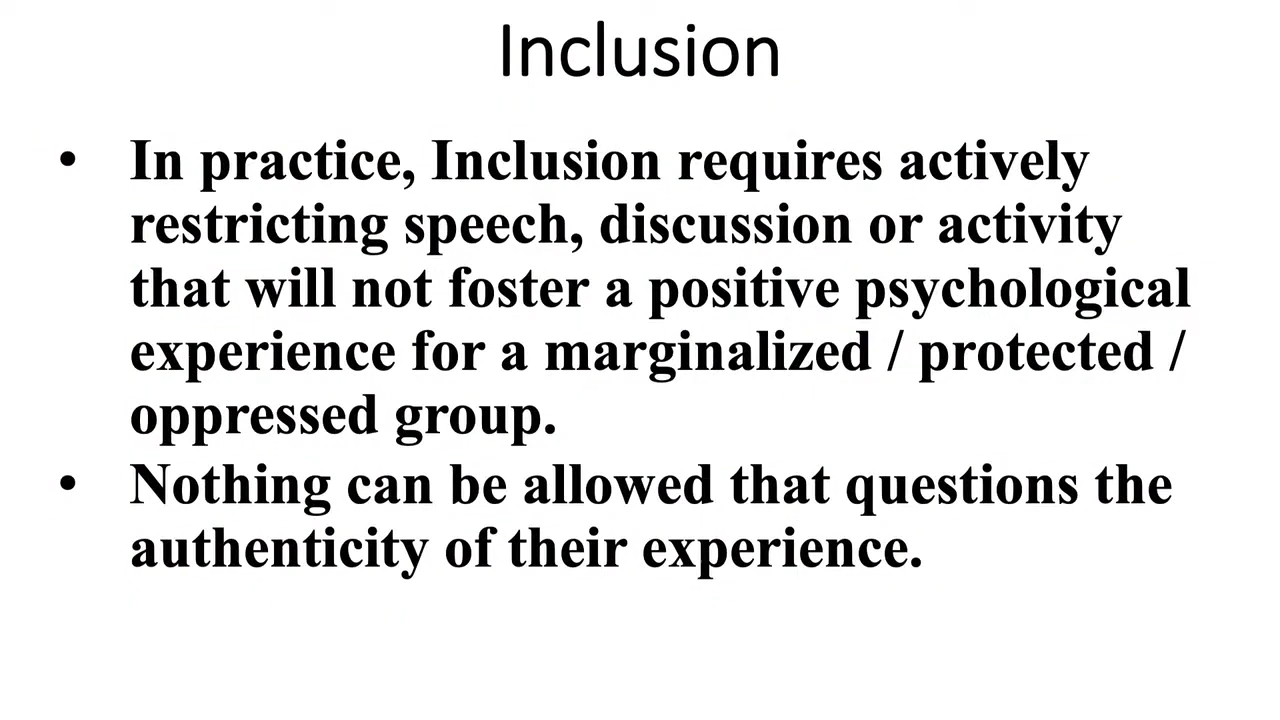 Inclusion
• In practice, Inclusion requires actively
restricting speech, discussion or activity
that will not foster a positive psychological
experience for a marginalized / protected /
oppressed group.
• Nothing can be allowed that questions the
authenticity of their experience.